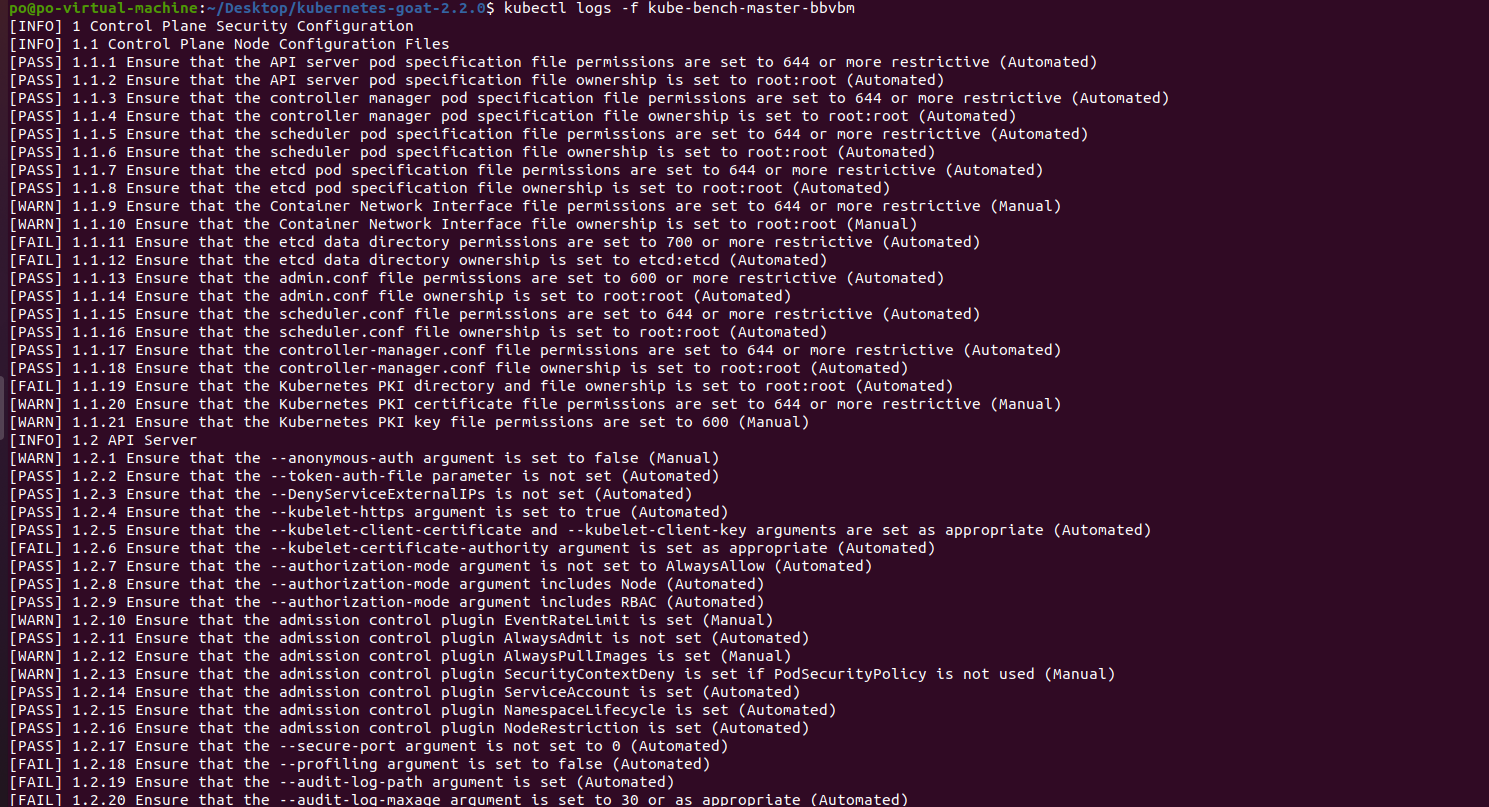 po@po-virtual-machine:~/Desktop/kubernetes-goat-2.2.0$ kubectl logs -f kube-bench-master-bbvbm
[INFO] 1 Control Plane Security Configuration
[INFO] 1.1 Control Plane Node Configuration Files
[PASS] 1.1.1 Ensure that the API server pod specification file permissions are set to 644 or more restrictive (Automated)
[PASS] 1.1.2 Ensure that the API server pod specification file ownership is set to root:root (Automated)
[PASS] 1.1.3 Ensure that the controller manager pod specification file permissions are set to 644 or more restrictive (Automated)
[PASS] 1.1.4 Ensure that the controller manager pod specification file ownership is set to root:root (Automated)
[PASS] 1.1.5 Ensure that the scheduler pod specification file permissions are set to 644 or more restrictive (Automated)
[PASS] 1.1.6 Ensure that the scheduler pod specification file ownership is set to root:root (Automated)
[PASS] 1.1.7 Ensure that the etcd pod specification file permissions are set to 644 or more restrictive (Automated)
[PASS] 1.1.8 Ensure that the etcd pod specification file ownership is set to root:root (Automated)
[WARN] 1.1.9 Ensure that the Container Network Interface file permissions are set to 644 or more restrictive (Manual)
[WARN] 1.1.10 Ensure that the Container Network Interface file ownership is set to root:root (Manual)
[FAIL] 1.1.11 Ensure that the etcd data directory permissions are set to 700 or more restrictive (Automated)
[FAIL] 1.1.12 Ensure that the etcd data directory ownership is set to etcd:etcd (Automated)
[PASS] 1.1.13 Ensure that the admin.conf file permissions are set to 600 or more restrictive (Automated)
[PASS] 1.1.14 Ensure that the admin.conf file ownership is set to root:root (Automated)
[PASS] 1.1.15 Ensure that the scheduler.conf file permissions are set to 644 or more restrictive (Automated)
[PASS] 1.1.16 Ensure that the scheduler.conf file ownership is set to root:root (Automated)
[PASS] 1.1.17 Ensure that the controller-manager.conf file permissions are set to 644 or more restrictive (Automated)
[PASS] 1.1.18 Ensure that the controller-manager.conf file ownership is set to root:root (Automated)
[FAIL] 1.1.19 Ensure that the Kubernetes PKI directory and file ownership is set to root:root (Automated)
[WARN] 1.1.20 Ensure that the Kubernetes PKI certificate file permissions are set to 644 or more restrictive (Manual)
[WARN] 1.1.21 Ensure that the Kubernetes PKI key file permissions are set to 600 (Manual)
[INFO] 1.2 API Server
[WARN] 1.2.1 Ensure that the --anonymous-auth argument is set to false (Manual)
[PASS] 1.2.2 Ensure that the --token-auth-file parameter is not set (Automated)
[PASS] 1.2.3 Ensure that the --DenyServiceExternalIPs is not set (Automated)
[PASS] 1.2.4 Ensure that the --kubelet-https argument is set to true (Automated)
[PASS] 1.2.5 Ensure that the --kubelet-client-certificate and --kubelet-client-key arguments are set as appropriate (Automated)
[FAIL] 1.2.6 Ensure that the --kubelet-certificate-authority argument is set as appropriate (Automated)
[PASS] 1.2.7 Ensure that the --authorization-mode argument is not set to AlwaysAllow (Automated)
[PASS] 1.2.8 Ensure that the --authorization-mode argument includes Node (Automated)
[PASS] 1.2.9 Ensure that the --authorization-mode argument includes RBAC (Automated)
[WARN] 1.2.10 Ensure that the admission control plugin EventRateLimit is set (Manual)
[PASS] 1.2.11 Ensure that the admission control plugin AlwaysAdmit is not set (Automated)
[WARN] 1.2.12 Ensure that the admission control plugin AlwaysPullImages is set (Manual)
[WARN] 1.2.13 Ensure that the admission control plugin SecurityContextDeny is set if PodSecurityPolicy is not used (Manual)
[PASS] 1.2.14 Ensure that the admission control plugin ServiceAccount is set (Automated)
[PASS] 1.2.15 Ensure that the admission control plugin NamespaceLifecycle is set (Automated)
[PASS] 1.2.16 Ensure that the admission control plugin NodeRestriction is set (Automated)
[PASS] 1.2.17 Ensure that the --secure-port argument is not set to 0 (Automated)
[FAIL] 1.2.18 Ensure that the --profiling argument is set to false (Automated)
[FAIL] 1.2.19 Ensure that the --audit-log-path argument is set (Automated)
[FAIL] 1.2.20 Ensure that the --audit-log-maxage argument is set to 30 or as appropriate (Automated)